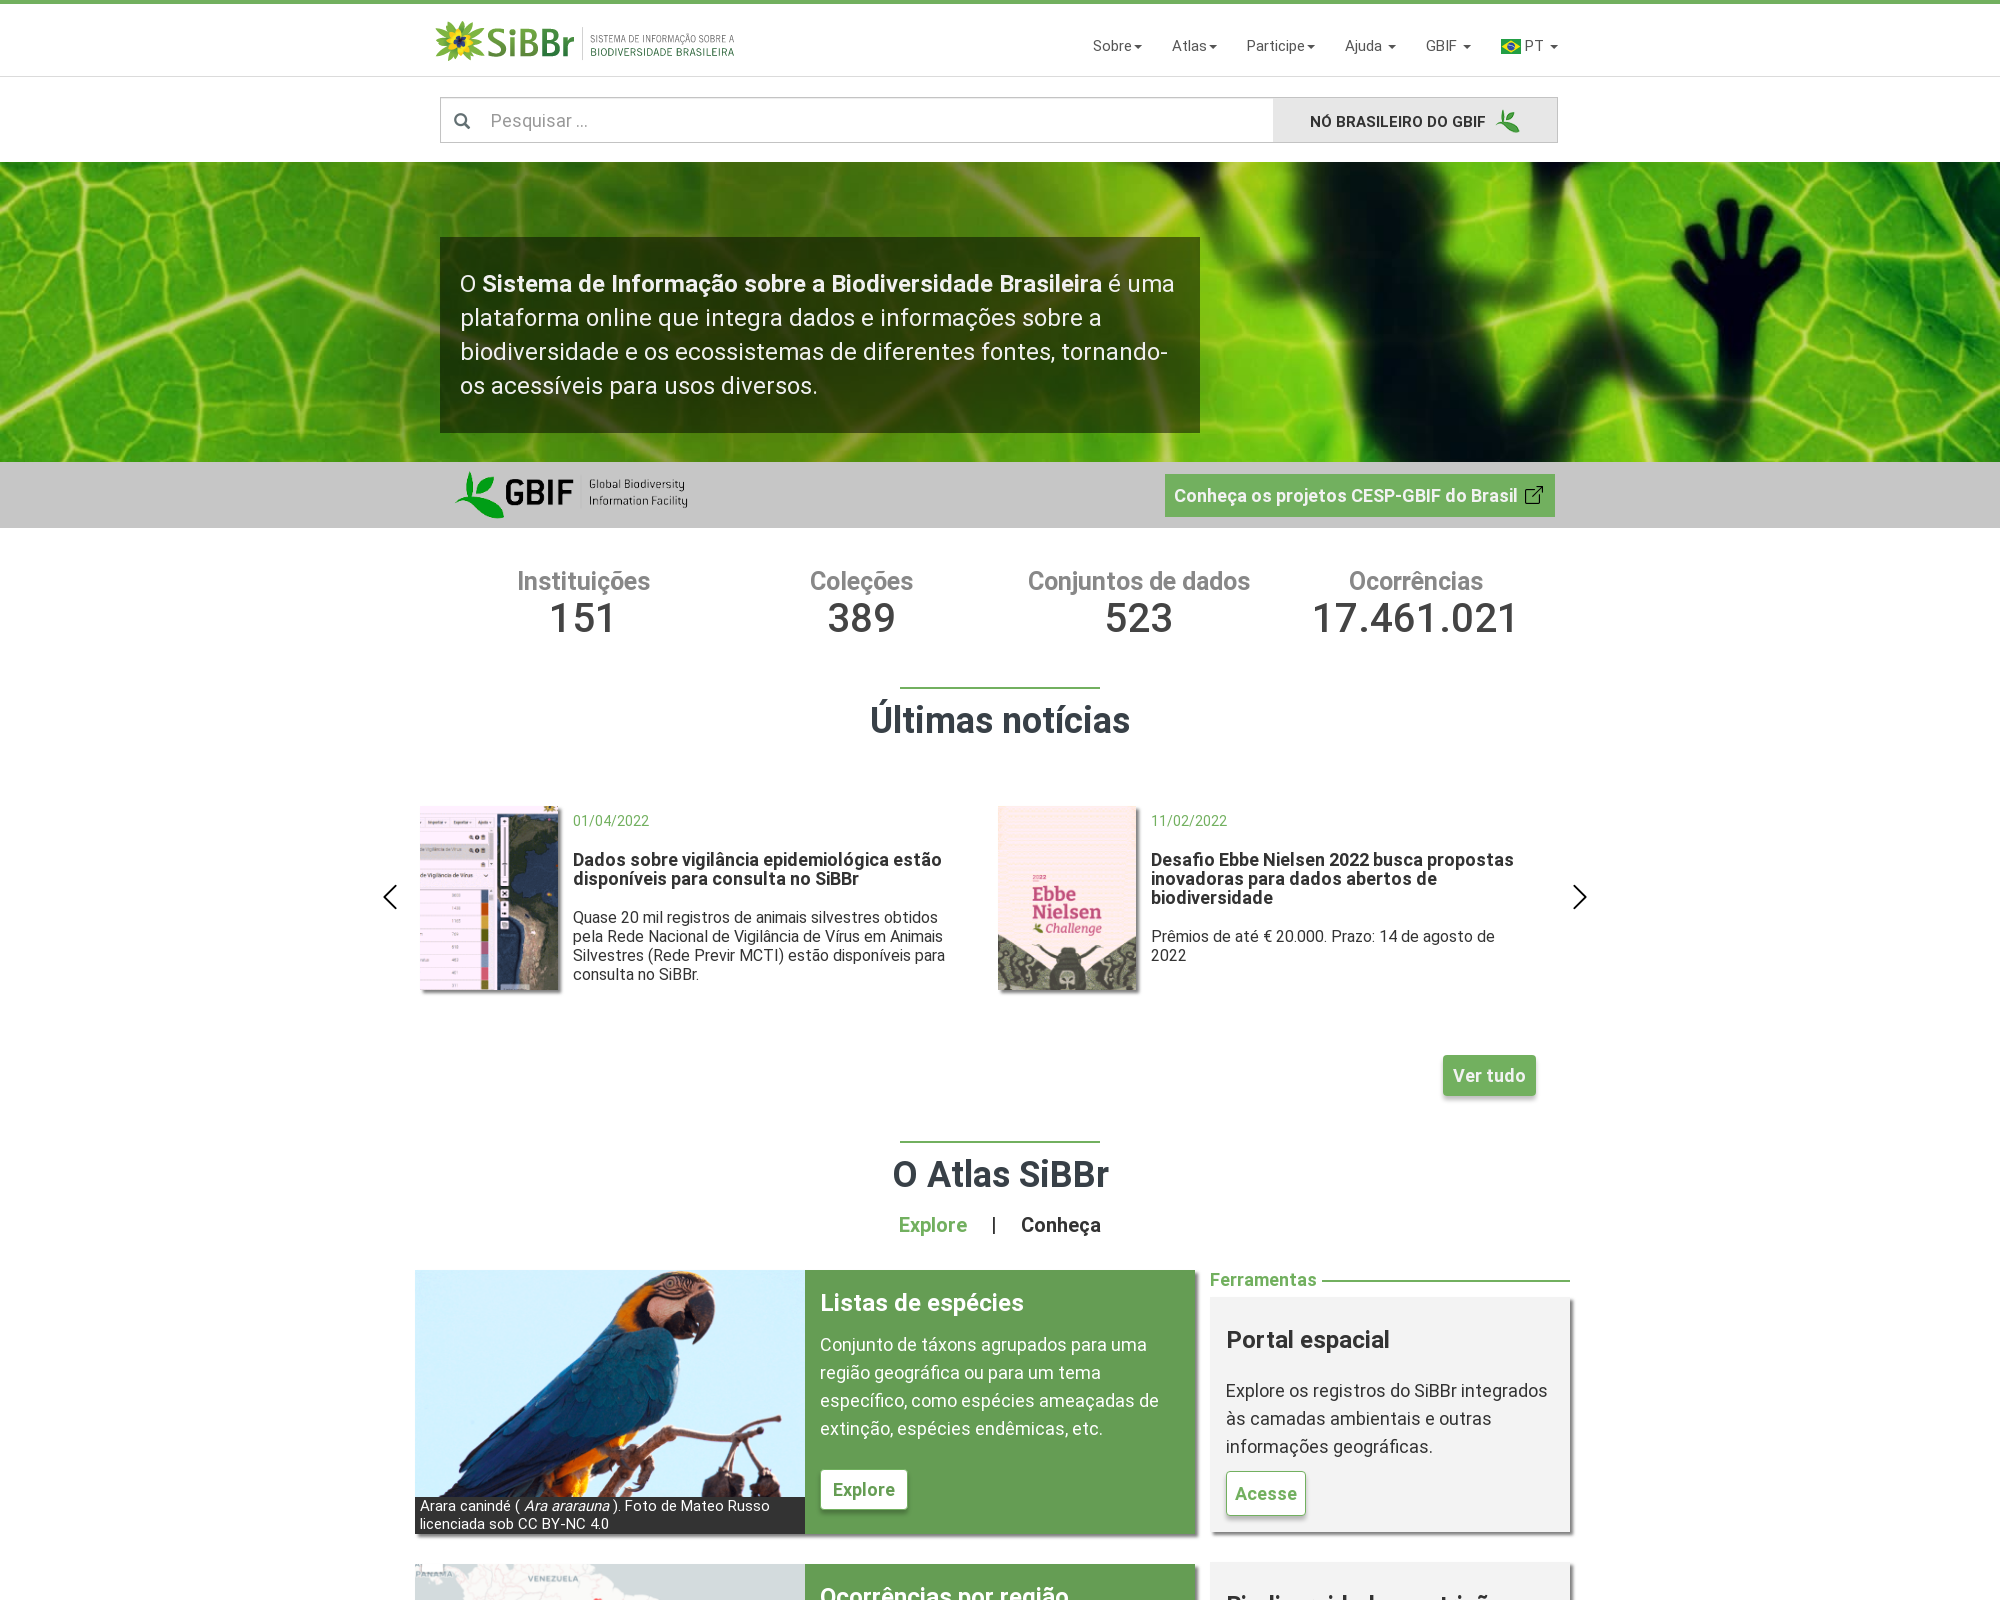 SiBBr
SISTEMA DE INFORMAÇÃO SOBRE A
BIODIVERSIDADE BRASILEIRA
Sobre
Atlas
Participe
Ajuda
GBIF
PT
Pesquisar ...
NÓ BRASILEIRO DO GBIF
O Sistema de Informação sobre a Biodiversidade Brasileira é uma
plataforma online que integra dados e informações sobre a
biodiversidade e os ecossistemas de diferentes fontes, tornando-
os acessíveis para usos diversos.
GBIF
Global Biodiversity
Information Facility
Conheça os projetos CESP-GBIF do Brasil
Instituições
151
Coleções
389
Conjuntos de dados
523
Ocorrências
17.461.021
Últimas notícias
01/04/2022
Dados sobre vigilância epidemiológica estão
disponíveis para consulta no SiBBr
Quase 20 mil registros de animais silvestres obtidos
pela Rede Nacional de Vigilância de Vírus em Animais
Silvestres (Rede Previr MCTI) estão disponíveis para
consulta no SiBBr.
de Vigilância de Vírus
2022
Ebbe
Nielsen
Challenge
11/02/2022
Desafio Ebbe Nielsen 2022 busca propostas
inovadoras para dados abertos de
biodiversidade
Prêmios de até € 20.000. Prazo: 14 de agosto de
2022
Ver tudo
O Atlas SiBBr
Explore | Conheça
Arara canindé ( Ara ararauna ). Foto de Mateo Russo
licenciada sob CC BY-NC 4.0
Listas de espécies
Conjunto de táxons agrupados para uma
região geográfica ou para um tema
específico, como espécies ameaçadas de
extinção, espécies endêmicas, etc.
Explore
Ferramentas
Portal espacial
Explore os registros do SiBBr integrados
às camadas ambientais e outras
informações geográficas.
Acesse
PANAMÁ
VENEZUELA
Ocorrências por região